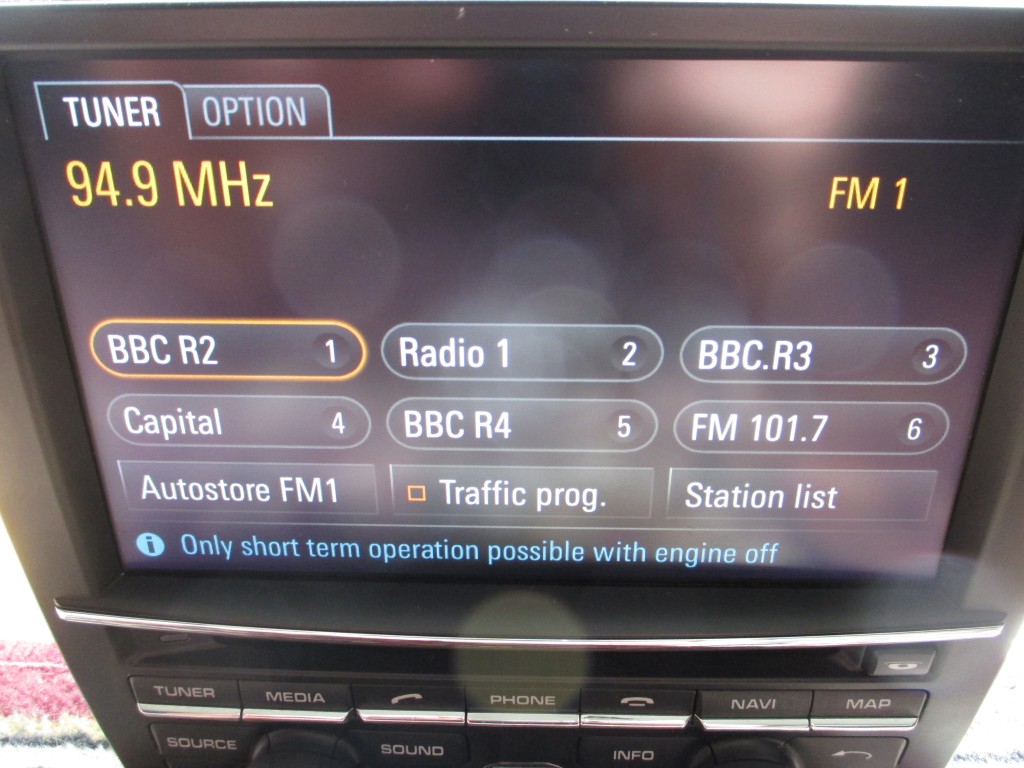 TUNER OPTION
94.9 MHz FM 1
BBC R2 1 Radio 1 2 BBC.R3 3
Capital 4 BBC R4 5 FM 101.7 6
Autostore FM1 Traffic prog. Station list
i Only short term operation possible with engine off
TUNER MEDIA PHONE NAVI MAP
SOURCE SOUND INFO